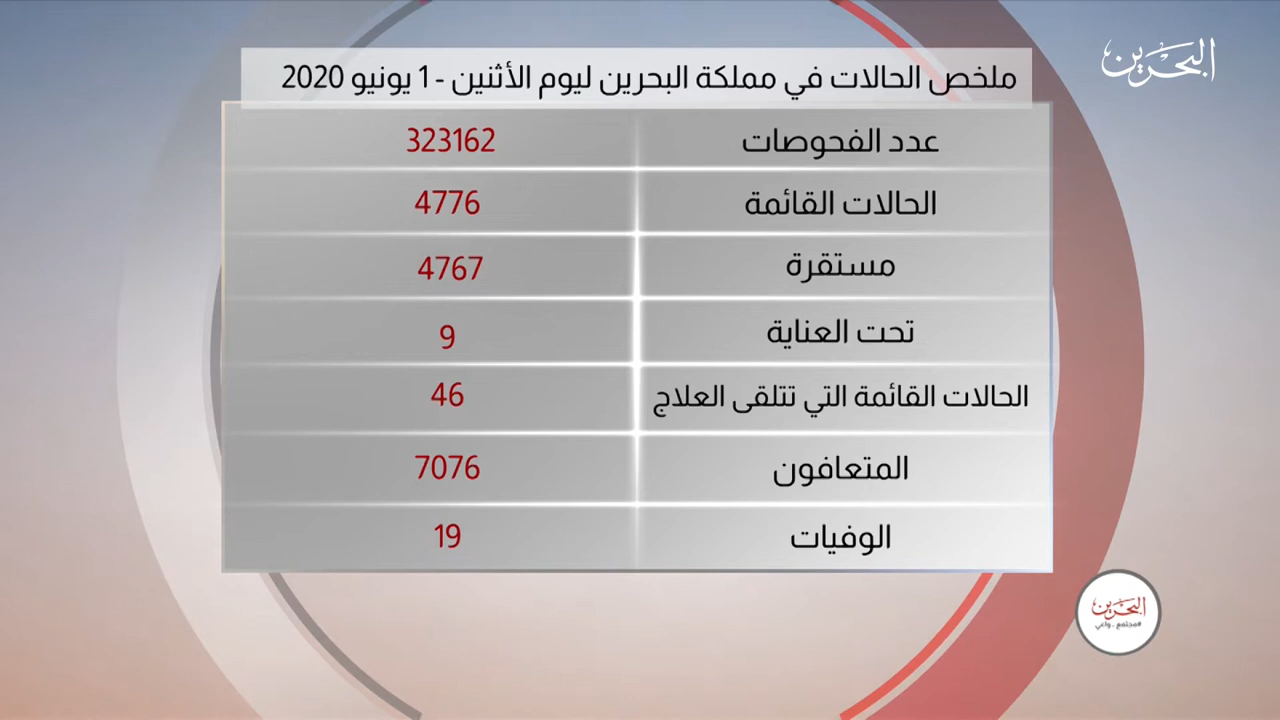 البحرين
ملخص الحالات في مملكة البحرين ليوم الأثنين - 1 يونيو 2020
عدد الفحوصات 323162
الحالات القائمة 4776
مستقرة 4767
تحت العناية 9
الحالات القائمة التي تتلقى العلاج 46
المتعافون 7076
الوفيات 19
البحرين
#مجتمع_واعي